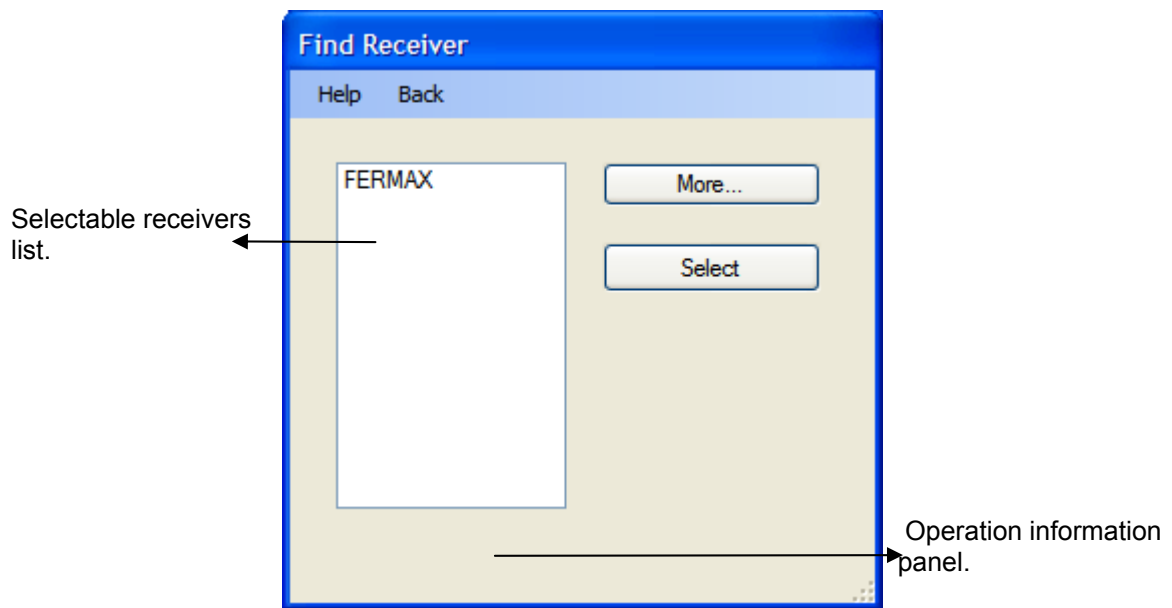 Find Receiver
Help Back
FERMAX
More...
Select
Selectable receivers
list.
Operation information
panel.